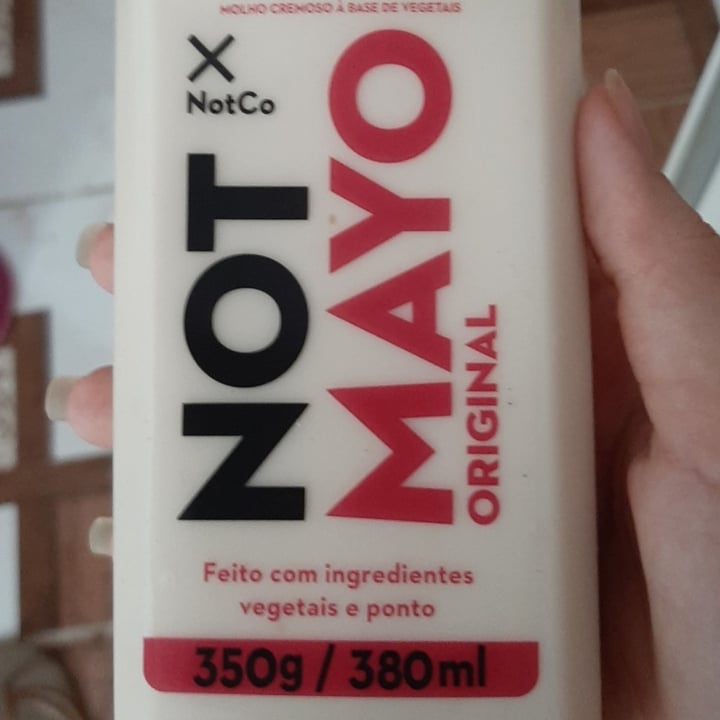 MOLHO CREMOSO À BASE DE VEGETAIS
NotCo
NOT
MAYO
ORIGINAL
Feito com ingredientes
vegetais e ponto
350g / 380ml